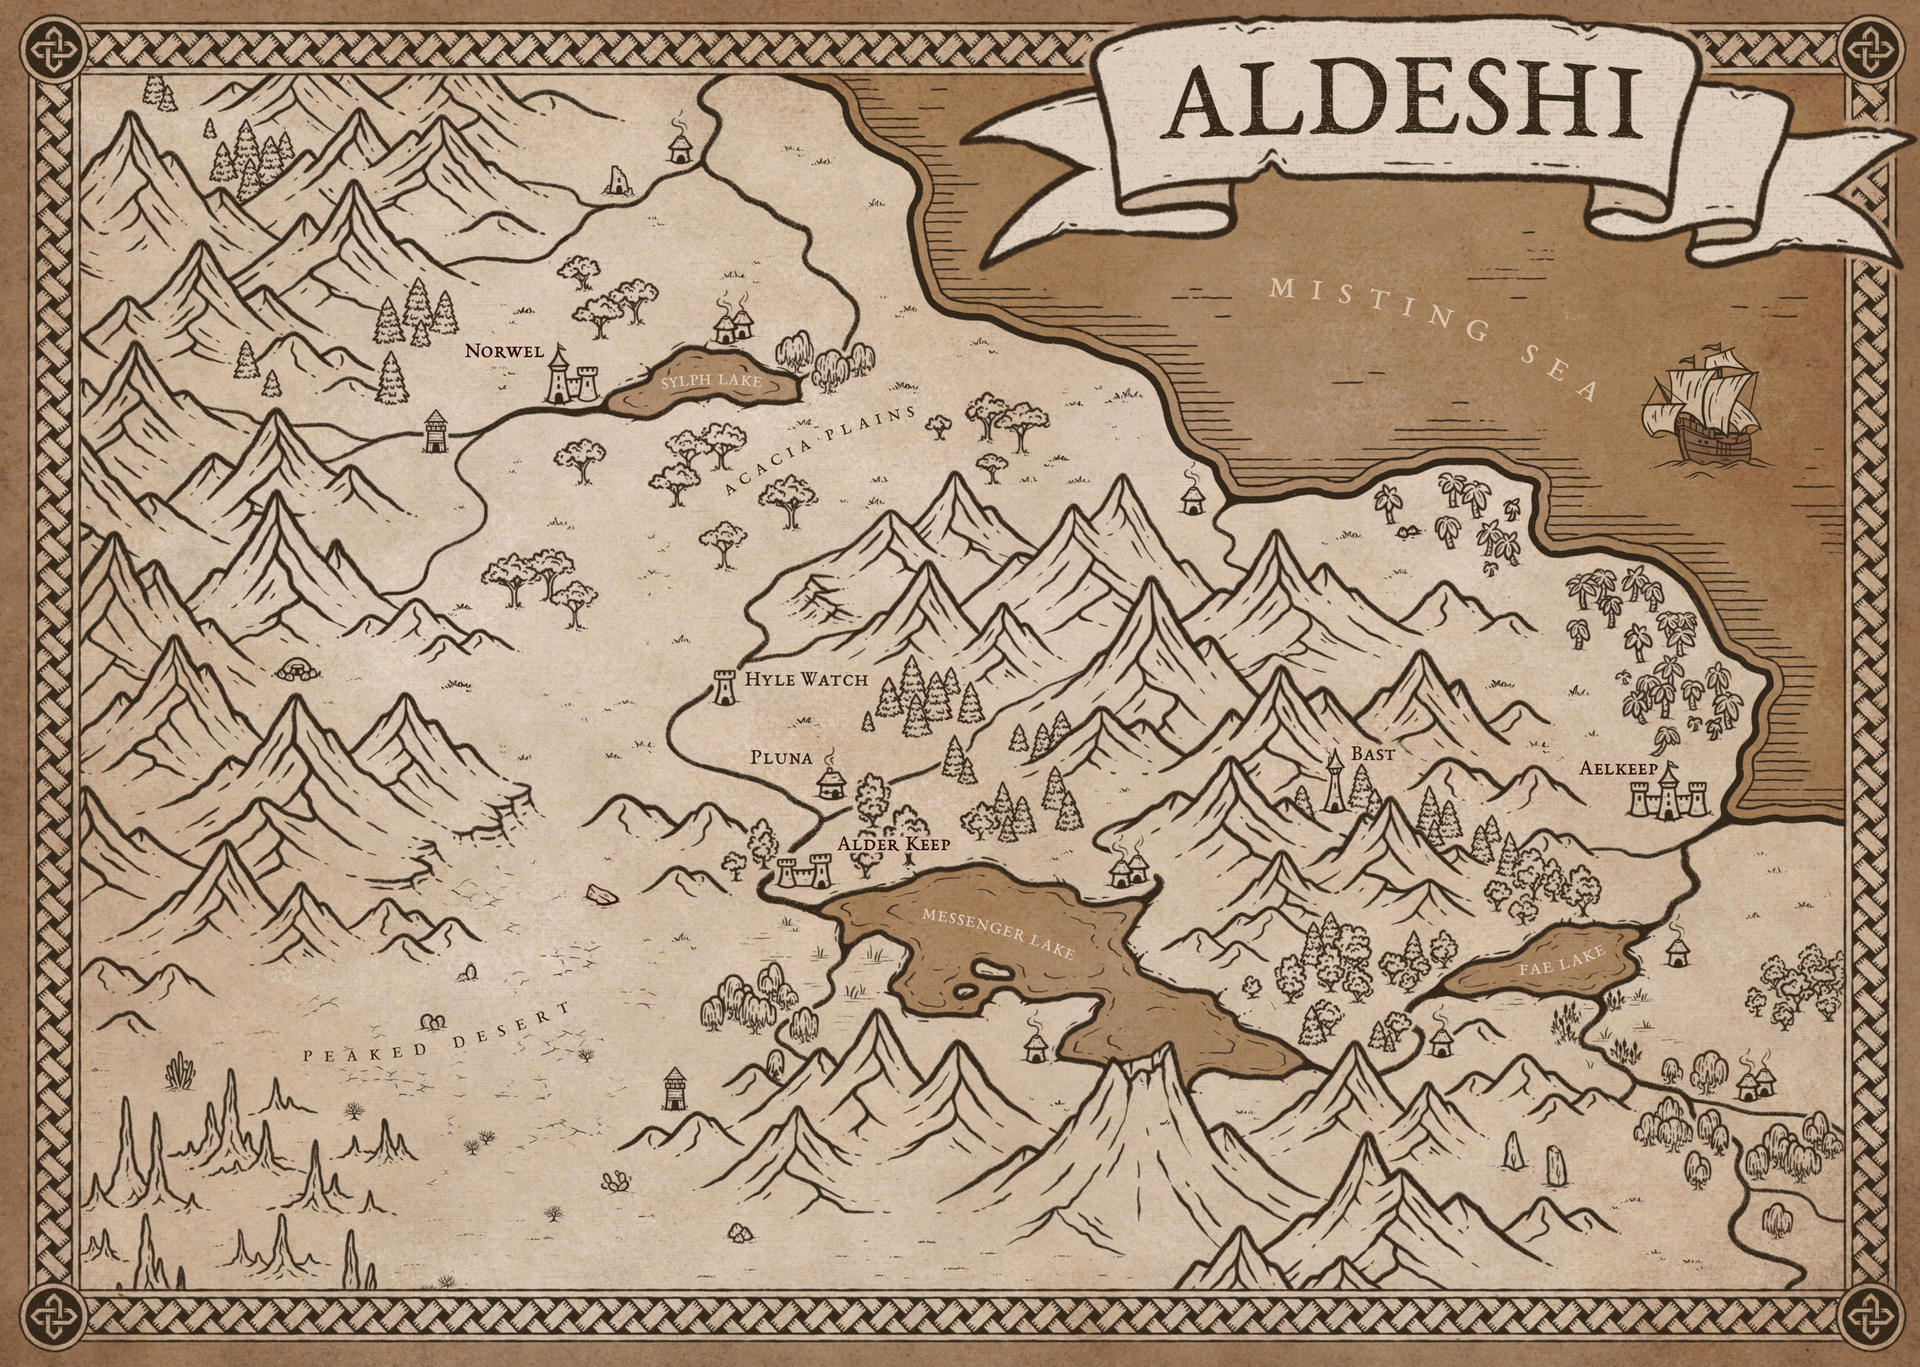 ALDESHI
MISTING SEA
NORWEL
SYLPH LAKE
ACACIA PLAINS
HYLE WATCH
PLUNA
BAST
AELKEEP
ALDER KEEP
MESSENGER LAKE
FAE LAKE
PEAKED DESERT